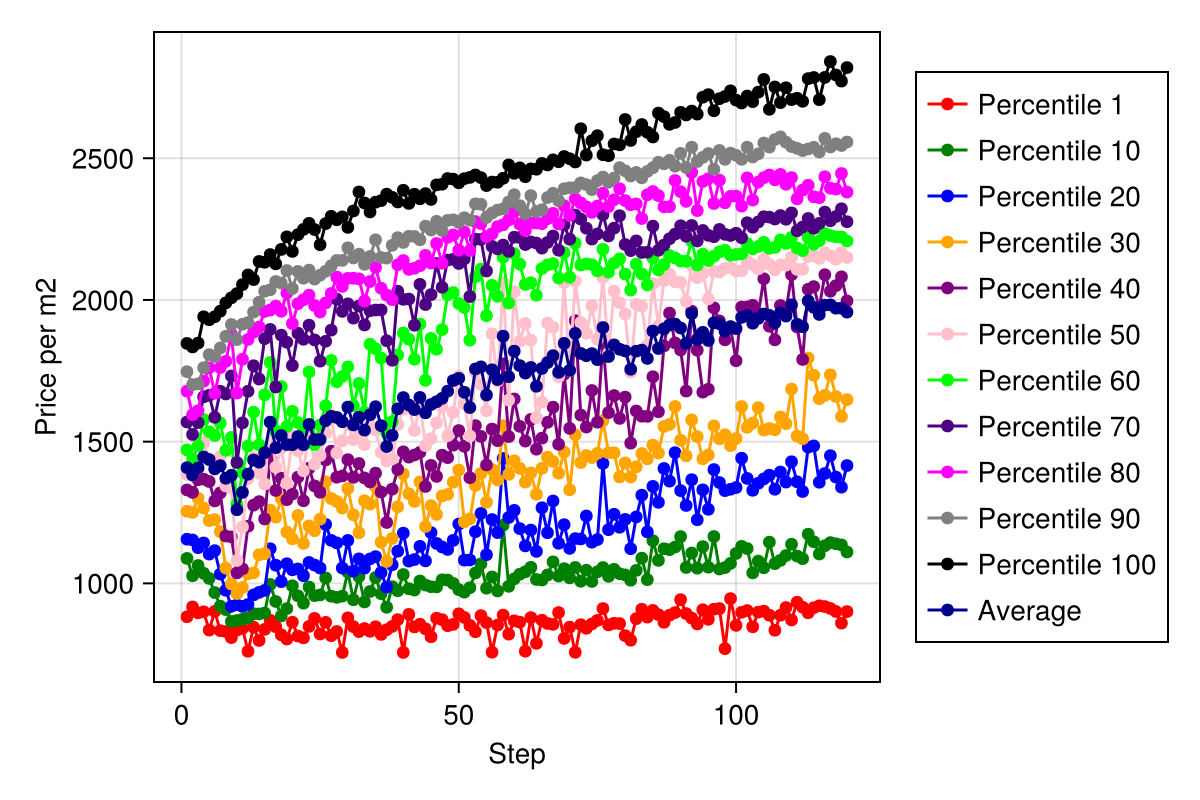 Price per m2
2500
2000
1500
1000
0
50
100
Step
Percentile 1
Percentile 10
Percentile 20
Percentile 30
Percentile 40
Percentile 50
Percentile 60
Percentile 70
Percentile 80
Percentile 90
Percentile 100
Average